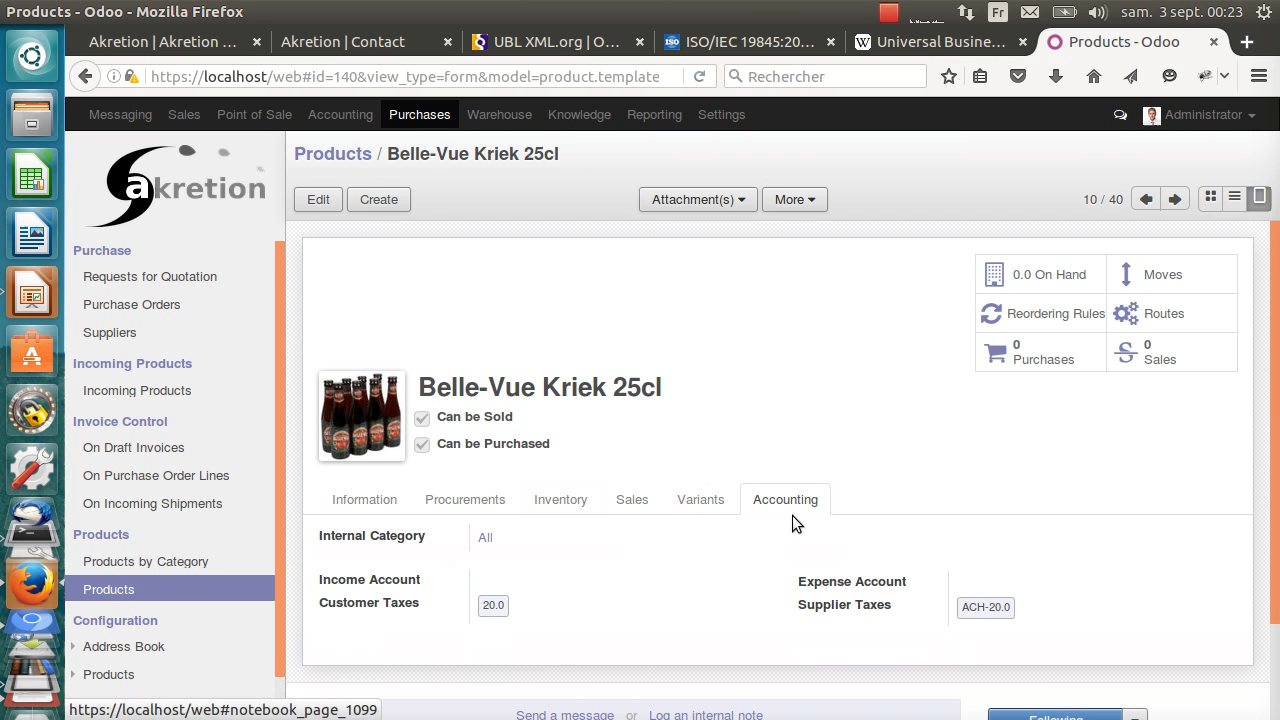 Products - Odoo - Mozilla Firefox
Fr
sam. 3 sept. 00:23
Akretion | Akretion ...
Akretion | Contact
UBL XML.org | O...
ISO/IEC 19845:20...
Universal Busine...
Products - Odoo
https://localhost/web#id=140&view_type=form&model=product.template
Rechercher
Messaging Sales Point of Sale Accounting Purchases Warehouse Knowledge Reporting Settings
Administrator
akretion
Products / Belle-Vue Kriek 25cl
Edit Create Attachment(s) More 10 / 40
Purchase
Requests for Quotation
Purchase Orders
Suppliers
Incoming Products
Incoming Products
Invoice Control
On Draft Invoices
On Purchase Order Lines
On Incoming Shipments
Products
Products by Category
Products
Configuration
Address Book
Products
0.0 On Hand
Moves
Reordering Rules
Routes
0 Purchases
0 Sales
Belle-Vue Kriek 25cl
Can be Sold
Can be Purchased
Information Procurements Inventory Sales Variants Accounting
Internal Category All
Income Account
Expense Account
Customer Taxes 20.0
Supplier Taxes ACH-20.0
https://localhost/web#notebook_page_1099
Send a message or Log an internal note
Following